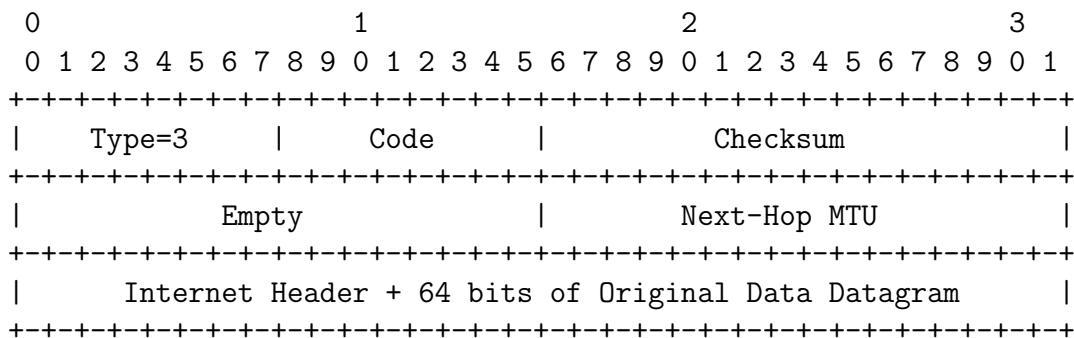 0                   1                   2                   3
0 1 2 3 4 5 6 7 8 9 0 1 2 3 4 5 6 7 8 9 0 1 2 3 4 5 6 7 8 9 0 1
+-+-+-+-+-+-+-+-+-+-+-+-+-+-+-+-+-+-+-+-+-+-+-+-+-+-+-+-+-+-+-+-+
|    Type=3     |     Code      |          Checksum             |
+-+-+-+-+-+-+-+-+-+-+-+-+-+-+-+-+-+-+-+-+-+-+-+-+-+-+-+-+-+-+-+-+
|            Empty              |        Next-Hop MTU           |
+-+-+-+-+-+-+-+-+-+-+-+-+-+-+-+-+-+-+-+-+-+-+-+-+-+-+-+-+-+-+-+-+
|      Internet Header + 64 bits of Original Data Datagram      |
+-+-+-+-+-+-+-+-+-+-+-+-+-+-+-+-+-+-+-+-+-+-+-+-+-+-+-+-+-+-+-+-+